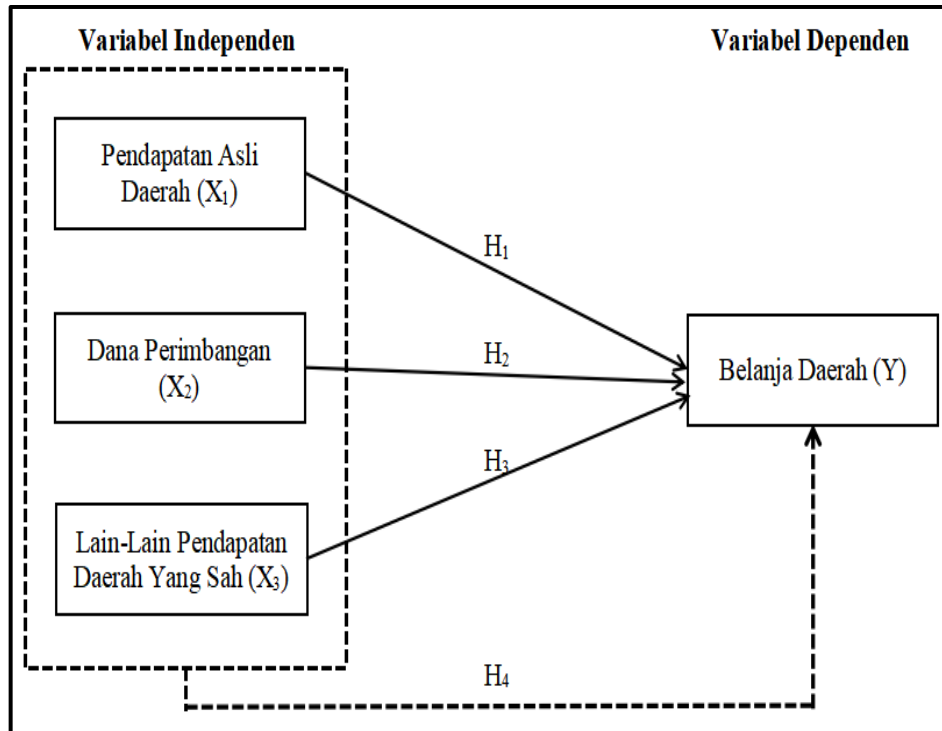 Variabel Independen
Variabel Dependen
Pendapatan Asli
Daerah (X₁)
H₁
Dana Perimbangan
(X₂)
H₂
Belanja Daerah (Y)
H₃
Lain-Lain Pendapatan
Daerah Yang Sah (X₃)
H₄